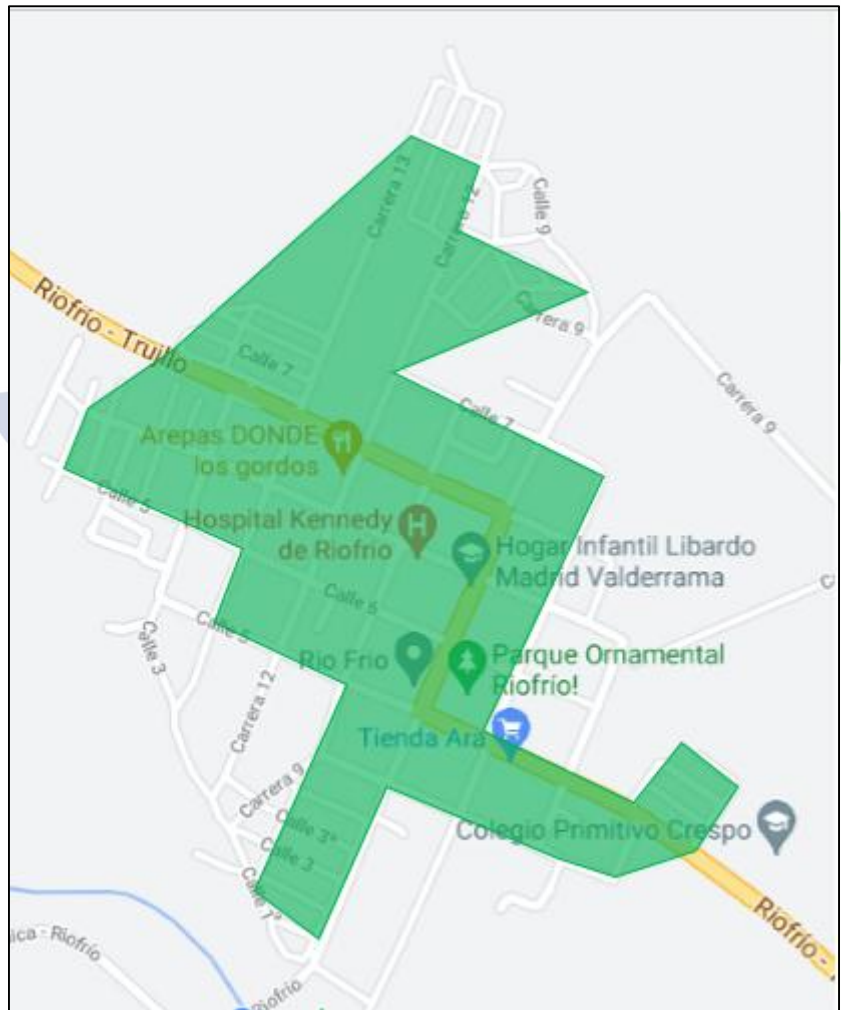 Carrera 13
Carrera 12
Calle 9
Carrera 9
Riofrío - Trujillo
Calle 7
Carrera 9
Calle 7
Arepas DONDE
los gordos
Calle 5
Hospital Kennedy
de Riofrio
Hogar Infantil Libardo
Madrid Valderrama
Calle 5
Calle 5
Calle 3
Rio Frio
Parque Ornamental
Riofrío!
Carrera 12
Tienda Ara
Carrera 9
Calle 3ª
Calle 3
Colegio Primitivo Crespo
Calle 7ª
Riofrío -
ica - Riofrío
Riofrío